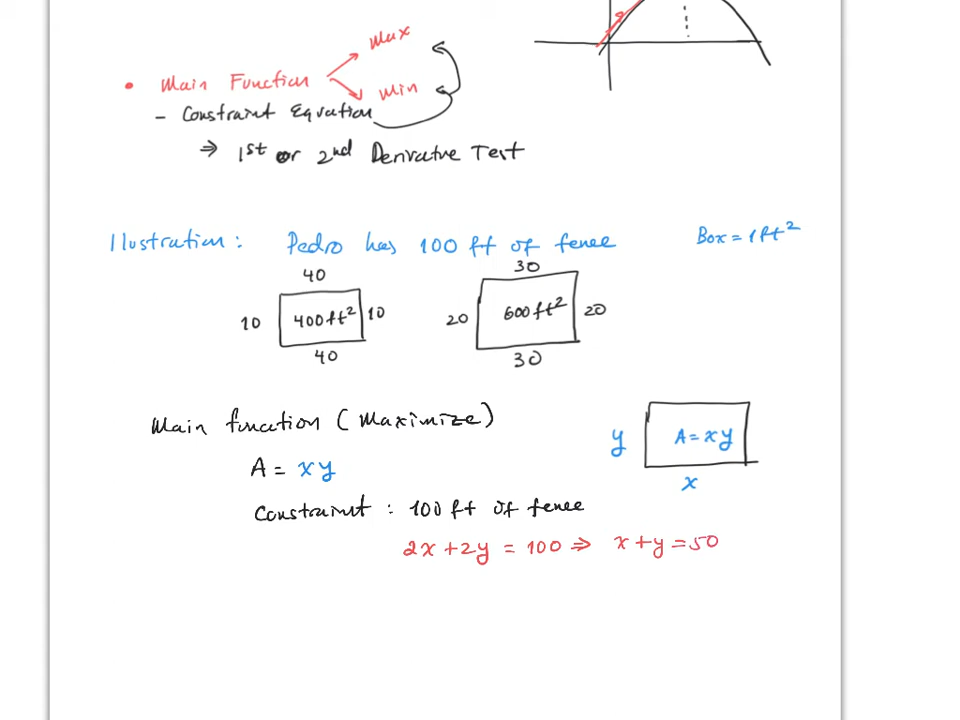 Max
• Main Function
Min
- Constraint Equation
⇒ 1st or 2nd Derivative Test
Ilustration: Pedro has 100 ft of fence
Box = 1 ft²
40
10 400 ft² 10
40
30
20 600 ft² 20
30
Main function (Maximize)
A = xy
y A = xy
x
Constraint : 100 ft of fence
2x + 2y = 100 ⇒ x + y = 50